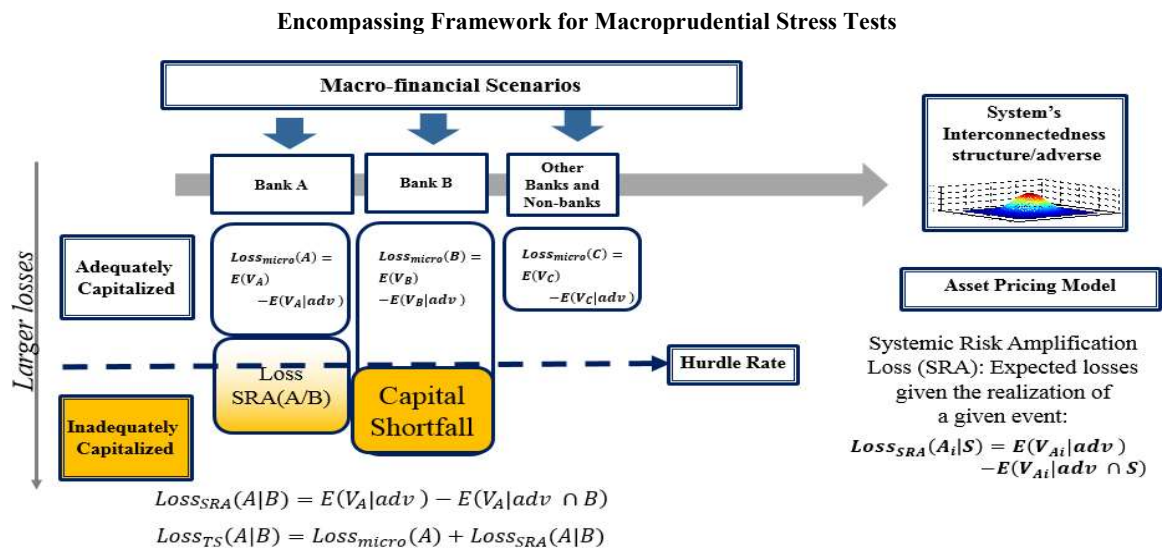 Encompassing Framework for Macroprudential Stress Tests
Macro-financial Scenarios
System's
Interconnectedness
structure/adverse
Bank A
Bank B
Other
Banks and
Non-banks
Larger losses
Adequately
Capitalized
Loss_micro(A) =
E(V_A)
−E(V_A|adv)
Loss_micro(B) =
E(V_B)
−E(V_B|adv)
Loss_micro(C) =
E(V_C)
−E(V_C|adv)
Asset Pricing Model
Hurdle Rate
Loss
SRA(A/B)
Capital
Shortfall
Inadequately
Capitalized
Systemic Risk Amplification
Loss (SRA): Expected losses
given the realization of
a given event:
Loss_SRA(A_i|S) = E(V_Ai|adv)
−E(V_Ai|adv ∩ S)
Loss_SRA(A|B) = E(V_A|adv) − E(V_A|adv ∩ B)
Loss_TS(A|B) = Loss_micro(A) + Loss_SRA(A|B)